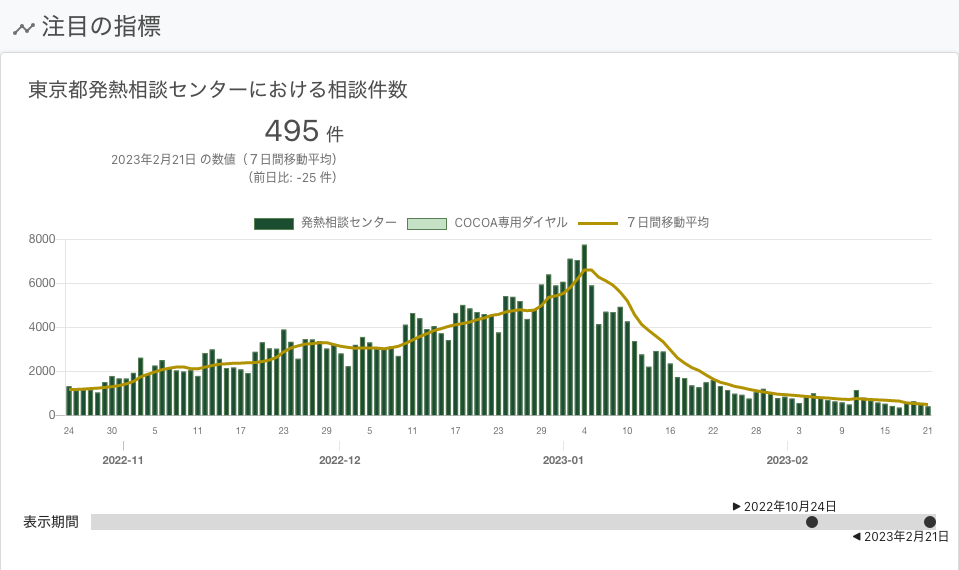 注目の指標
東京都発熱相談センターにおける相談件数
495 件
2023年2月21日 の数値（７日間移動平均）
（前日比: -25 件）
発熱相談センター COCOA専用ダイヤル ７日間移動平均
8000
6000
4000
2000
0
24 30 5 11 17 23 29 5 11 17 23 29 4 10 16 22 28 3 9 15 21
2022-11 2022-12 2023-01 2023-02
▶ 2022年10月24日
表示期間
◀ 2023年2月21日